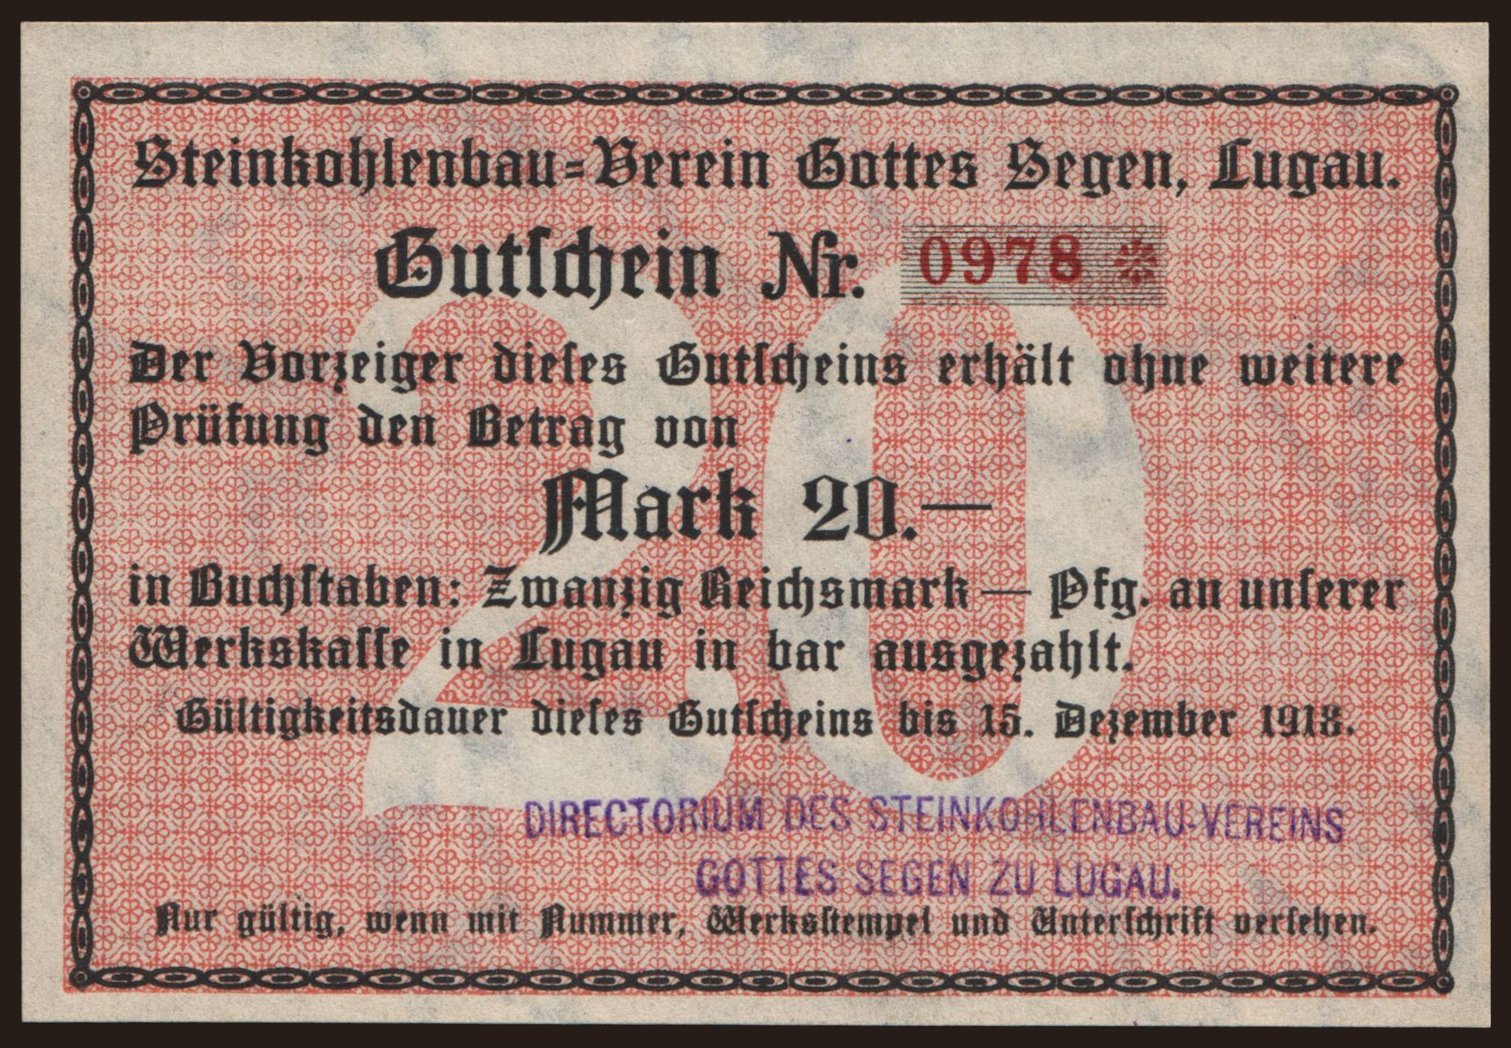 Steinkohlenbau=Verein Gottes Segen, Lugau.
Gutschein Nr. 0978 *
Der Vorzeiger dieses Gutscheins erhält ohne weitere
Prüfung den Betrag von
Mark 20.—
in Buchstaben: Zwanzig Reichsmark — Pfg. an unserer
Werkskasse in Lugau in bar ausgezahlt.
Gültigkeitsdauer dieses Gutscheins bis 15. Dezember 1918.
20
DIRECTORIUM DES STEINKOHLENBAU-VEREINS
GOTTES SEGEN ZU LUGAU.
Nur gültig, wenn mit Nummer, Werksstempel und Unterschrift versehen.